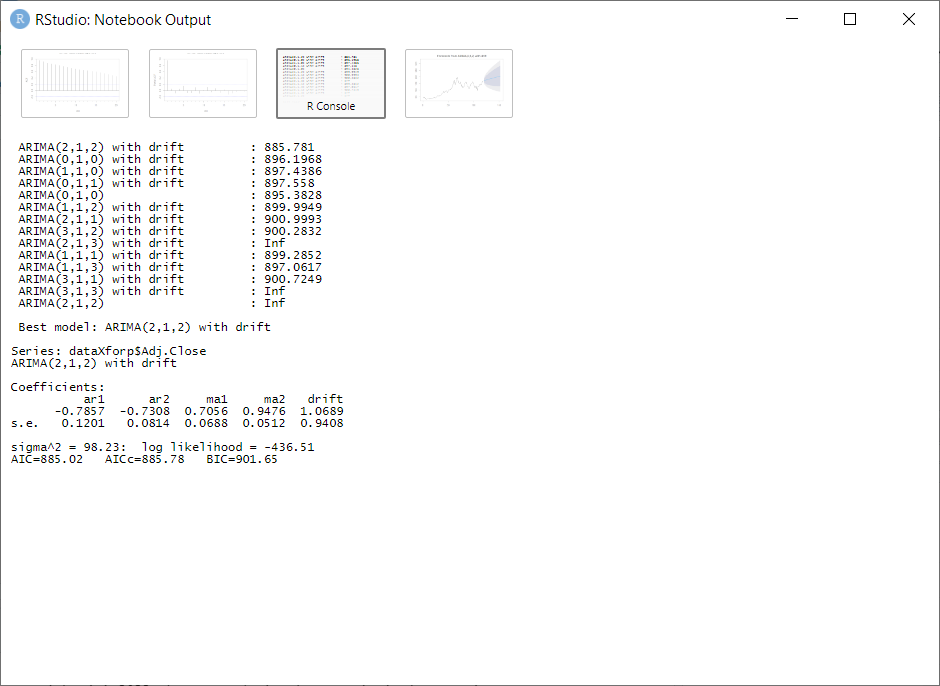 R RStudio: Notebook Output
R Console
ARIMA(2,1,2) with drift : 885.781
ARIMA(0,1,0) with drift : 896.1968
ARIMA(1,1,0) with drift : 897.4386
ARIMA(0,1,1) with drift : 897.558
ARIMA(0,1,0) : 895.3828
ARIMA(1,1,2) with drift : 899.9949
ARIMA(2,1,1) with drift : 900.9993
ARIMA(3,1,2) with drift : 900.2832
ARIMA(2,1,3) with drift : Inf
ARIMA(1,1,1) with drift : 899.2852
ARIMA(1,1,3) with drift : 897.0617
ARIMA(3,1,1) with drift : 900.7249
ARIMA(3,1,3) with drift : Inf
ARIMA(2,1,2) : Inf
Best model: ARIMA(2,1,2) with drift
Series: dataXforp$Adj.Close
ARIMA(2,1,2) with drift
Coefficients:
ar1 ar2 ma1 ma2 drift
-0.7857 -0.7308 0.7056 0.9476 1.0689
s.e. 0.1201 0.0814 0.0688 0.0512 0.9408
sigma^2 = 98.23: log likelihood = -436.51
AIC=885.02 AICc=885.78 BIC=901.65